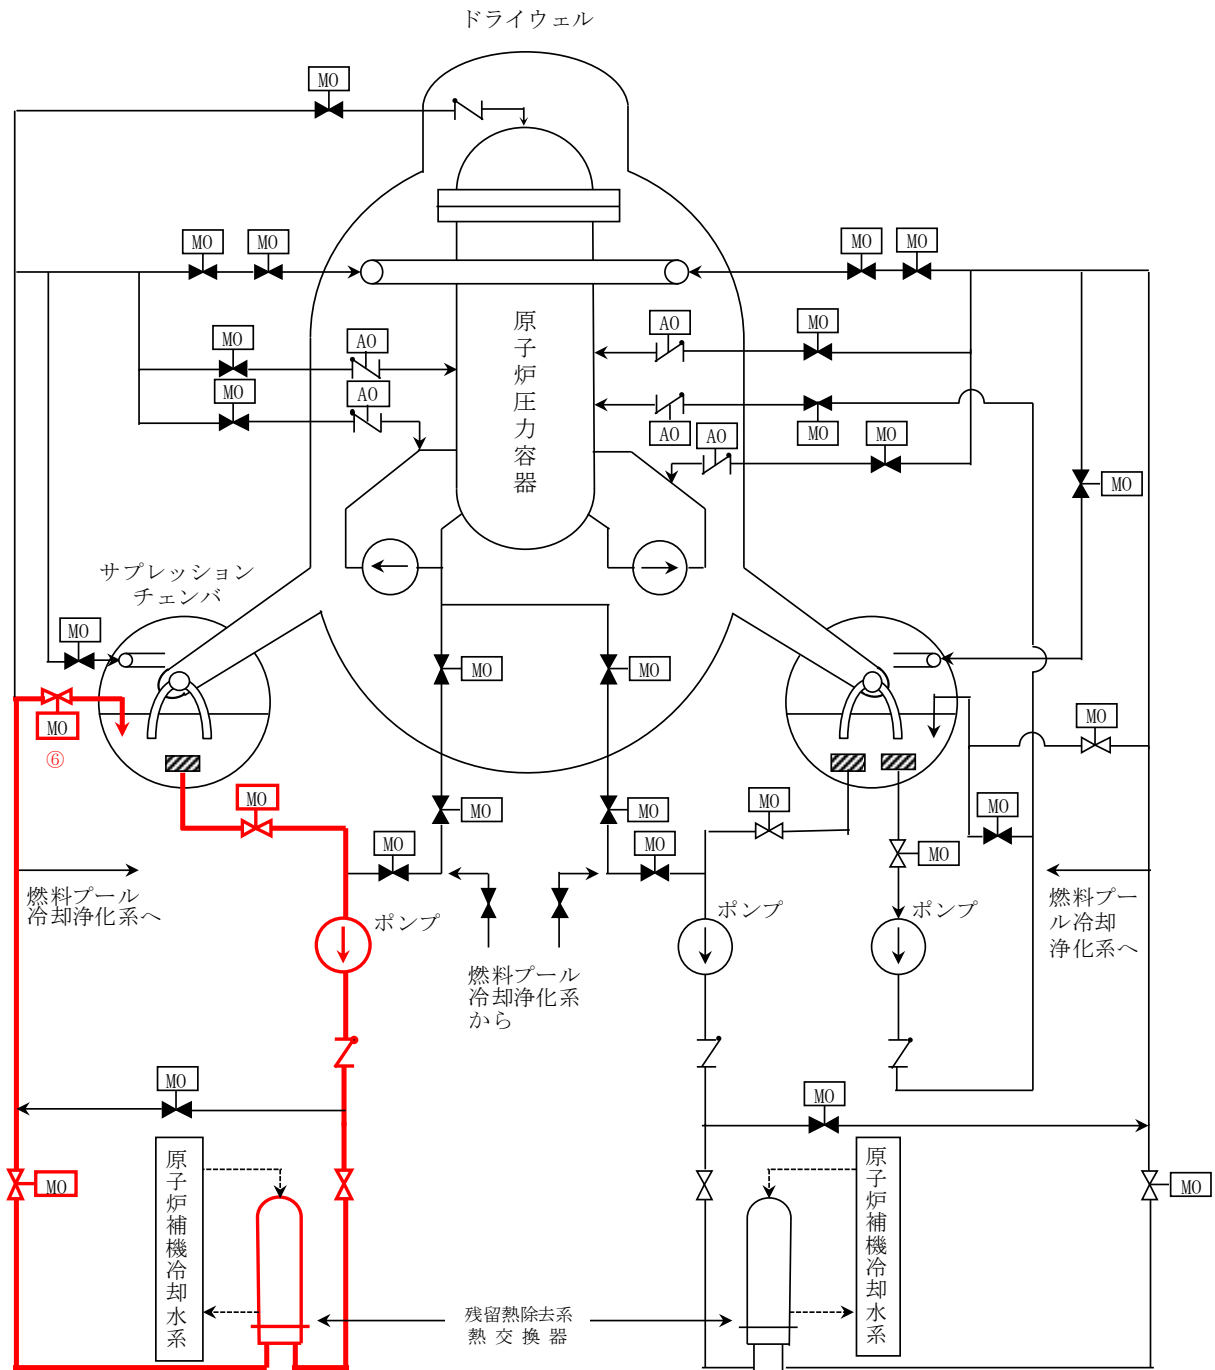 ドライウェル
MO
MO
MO
MO
MO
MO
AO
AO
MO
MO
AO
MO
AO
MO
AO
MO
原子炉圧力容器
MO
サプレッション
チェンバ
MO
MO
⑥
MO
MO
MO
MO
MO
MO
MO
MO
MO
MO
MO
MO
燃料プール
冷却浄化系へ
ポンプ
燃料プール
冷却浄化系
から
ポンプ
ポンプ
燃料プー
ル冷却
浄化系へ
MO
MO
MO
MO
原子炉補機冷却水系
原子炉補機冷却水系
残留熱除去系
熱交換器